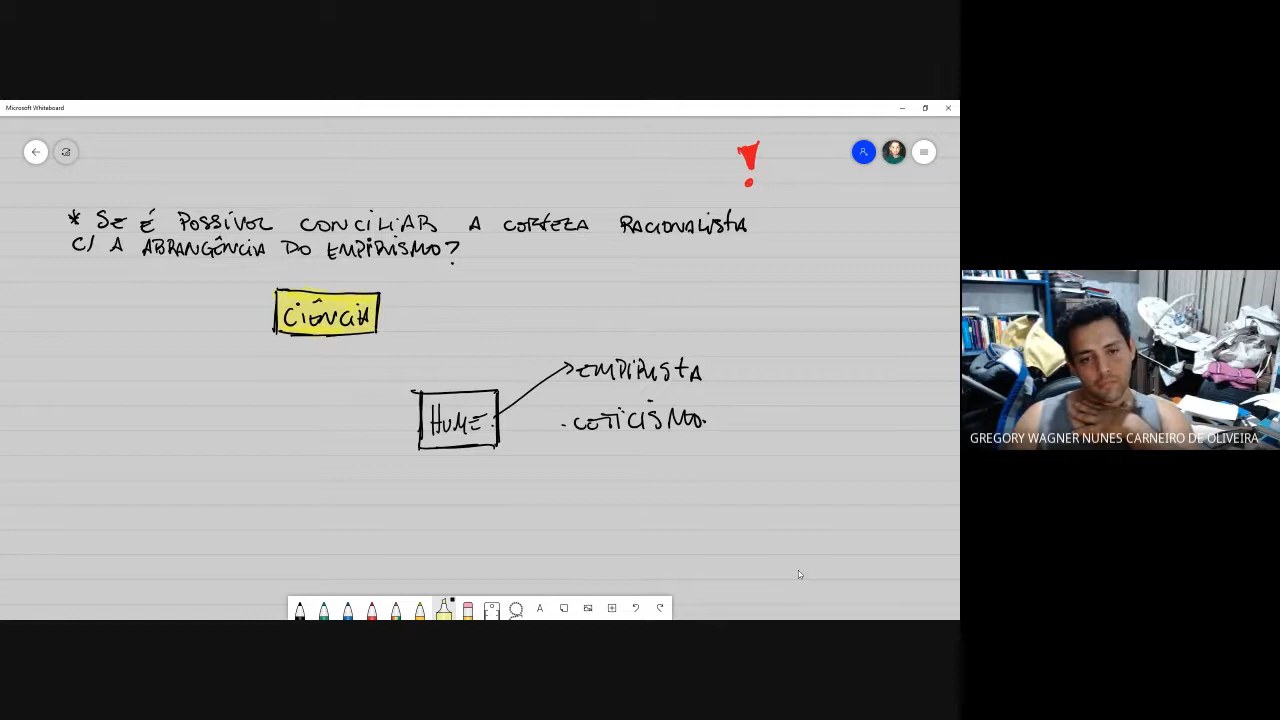 Microsoft Whiteboard
!
* SE É POSSÍVEL CONCILIAR A CERTEZA RACIONALISTA
C/ A ABRANGÊNCIA DO EMPIRISMO?
CIÊNCIA
EMPIRISTA
HUME
. CETICISMO.
GREGORY WAGNER NUNES CARNEIRO DE OLIVEIRA
A